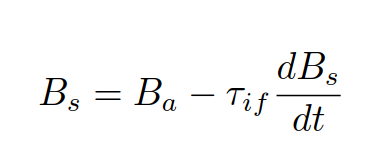 $B_s = B_a - \tau_{if} \frac{dB_s}{dt}$